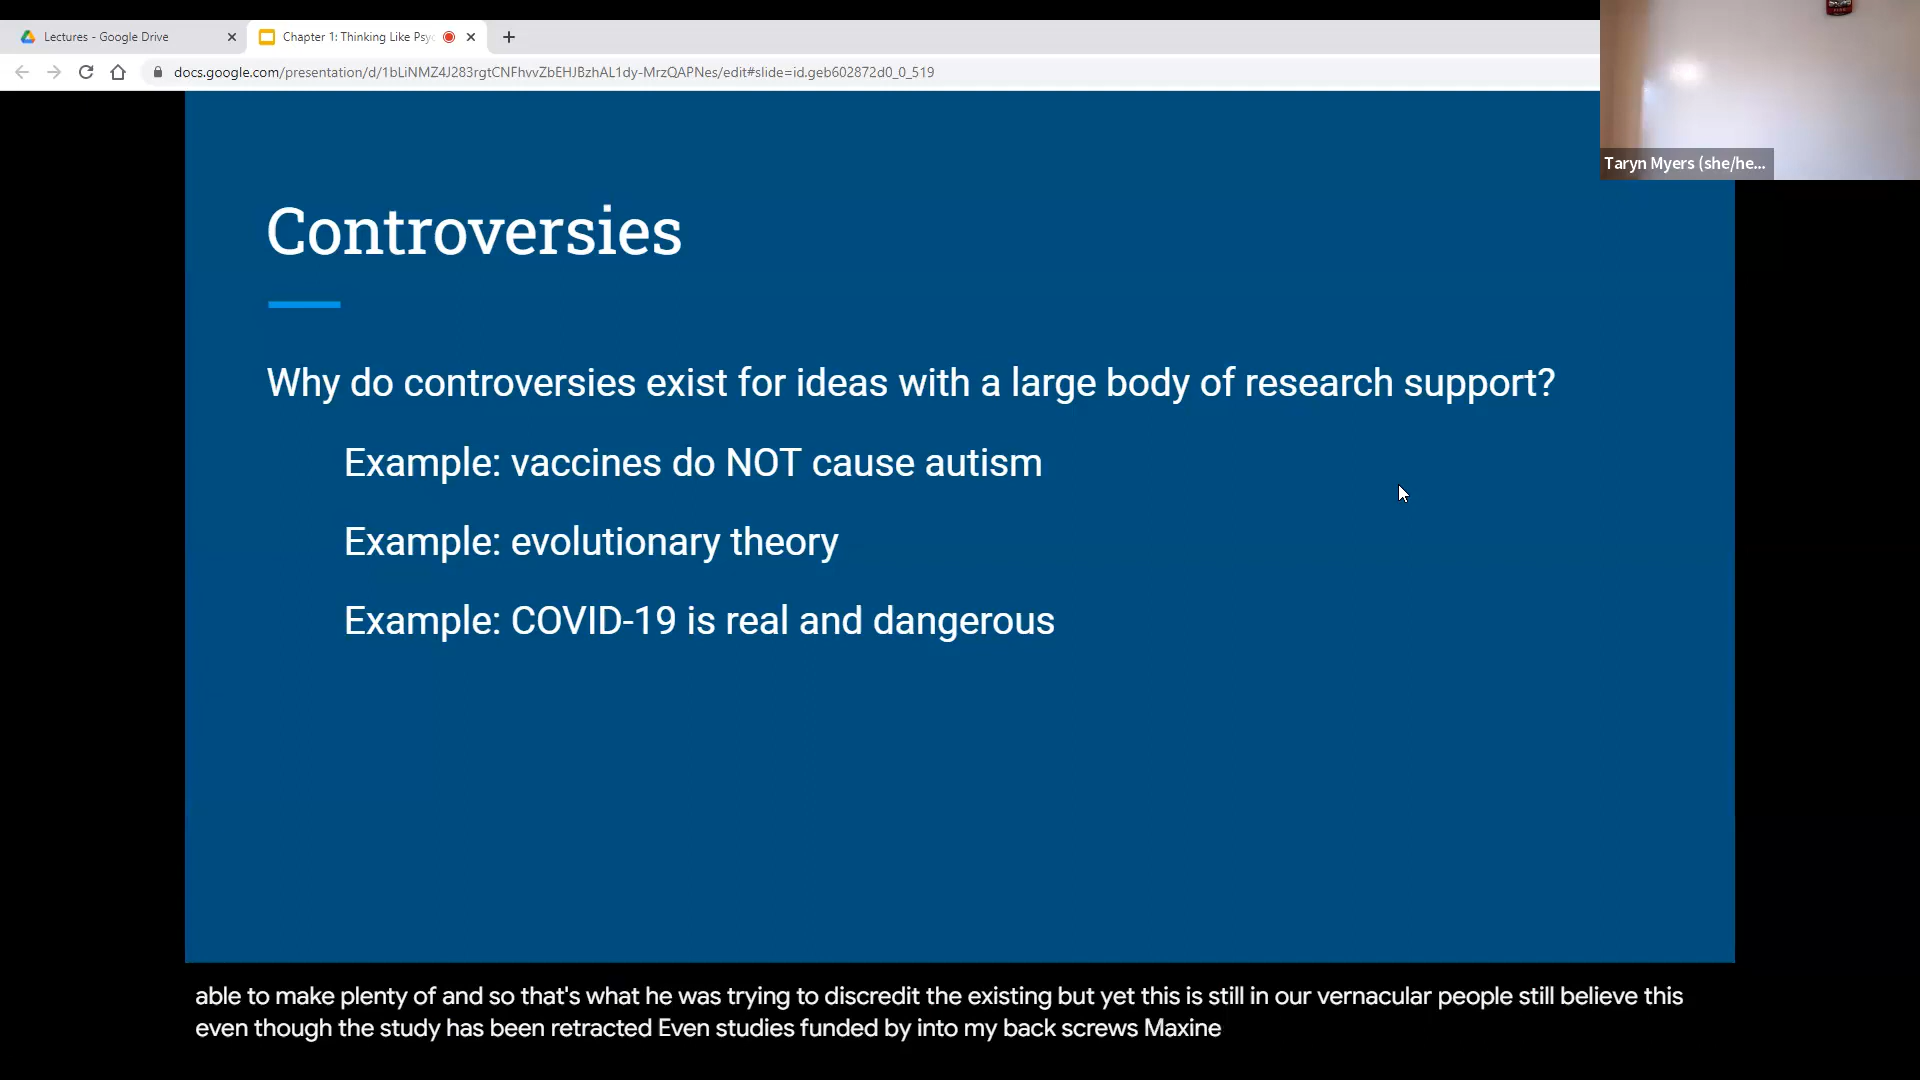 Lectures - Google Drive
Chapter 1: Thinking Like Psy
docs.google.com/presentation/d/1bLiNMZ4J283rgtCNFhvvZbEHJBzhAL1dy-MrzQAPNes/edit#slide=id.geb602872d0_0_519
Taryn Myers (she/he...
Controversies
Why do controversies exist for ideas with a large body of research support?
Example: vaccines do NOT cause autism
Example: evolutionary theory
Example: COVID-19 is real and dangerous
able to make plenty of and so that's what he was trying to discredit the existing but yet this is still in our vernacular people still believe this
even though the study has been retracted Even studies funded by into my back screws Maxine